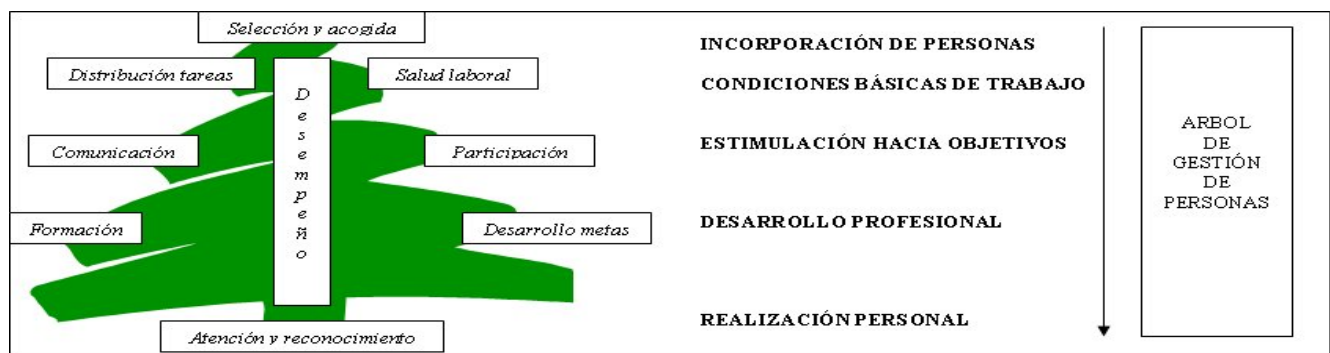 Selección y acogida
Distribución tareas
Salud laboral
Desempeño
Comunicación
Participación
Formación
Desarrollo metas
Atención y reconocimiento
INCORPORACIÓN DE PERSONAS
CONDICIONES BÁSICAS DE TRABAJO
ESTIMULACIÓN HACIA OBJETIVOS
DESARROLLO PROFESIONAL
REALIZACIÓN PERSONAL
ARBOL
DE
GESTIÓN
DE
PERSONAS